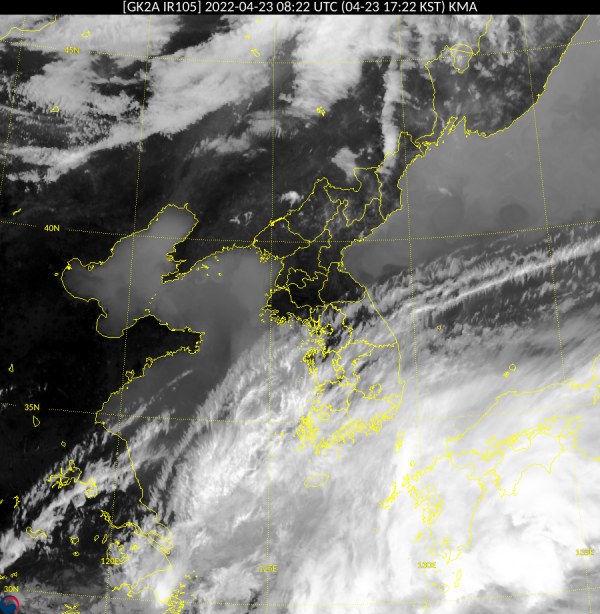 [GK2A IR105] 2022-04-23 08:22 UTC (04-23 17:22 KST) KMA
45N
40N
35N
135E
130E
125E
120E
30N